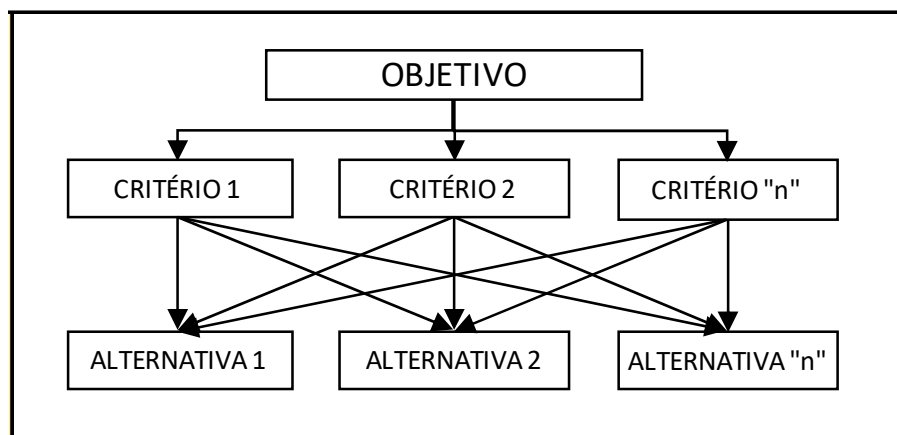 OBJETIVO
CRITÉRIO 1
CRITÉRIO 2
CRITÉRIO "n"
ALTERNATIVA 1
ALTERNATIVA 2
ALTERNATIVA "n"